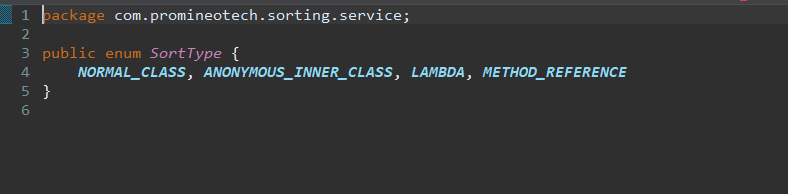 1 package com.promineotech.sorting.service;
2
3 public enum SortType {
4 NORMAL_CLASS, ANONYMOUS_INNER_CLASS, LAMBDA, METHOD_REFERENCE
5 }
6